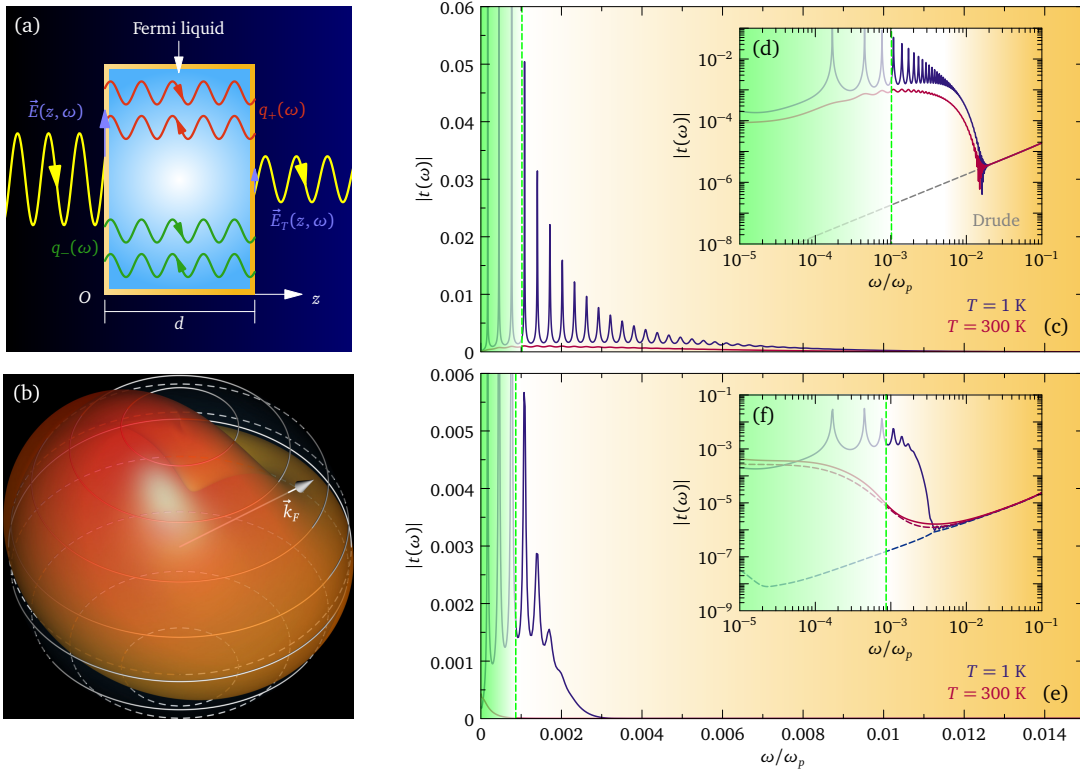 (a)
Fermi liquid
E⃗(z, ω)
q₊(ω)
E⃗_T(z, ω)
q₋(ω)
O
z
d
(b)
k⃗_F
0.06
0.05
0.04
0.03
0.02
0.01
0
|t(ω)|
(d)
10⁻²
10⁻⁴
10⁻⁶
10⁻⁸
|t(ω)|
Drude
10⁻⁵ 10⁻⁴ 10⁻³ 10⁻² 10⁻¹
ω/ω_p
T = 1 K
T = 300 K
(c)
0.006
0.005
0.004
0.003
0.002
0.001
0
|t(ω)|
(f)
10⁻¹
10⁻³
10⁻⁵
10⁻⁷
10⁻⁹
|t(ω)|
10⁻⁵ 10⁻⁴ 10⁻³ 10⁻² 10⁻¹
ω/ω_p
T = 1 K
T = 300 K
(e)
0 0.002 0.004 0.006 0.008 0.01 0.012 0.014
ω/ω_p